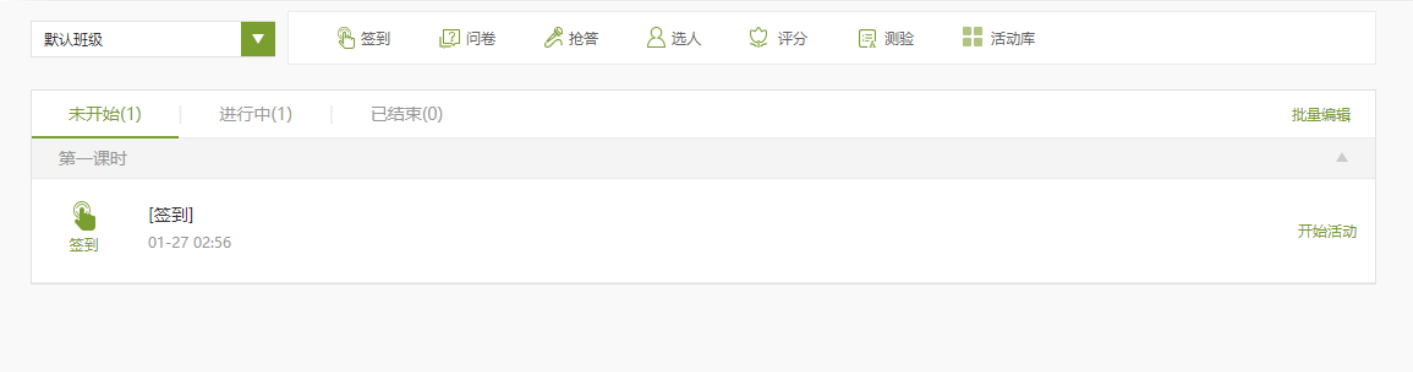 默认班级 签到 问卷 抢答 选人 评分 测验 活动库
未开始(1) 进行中(1) 已结束(0) 批量编辑
第一课时
[签到]
签到 01-27 02:56 开始活动